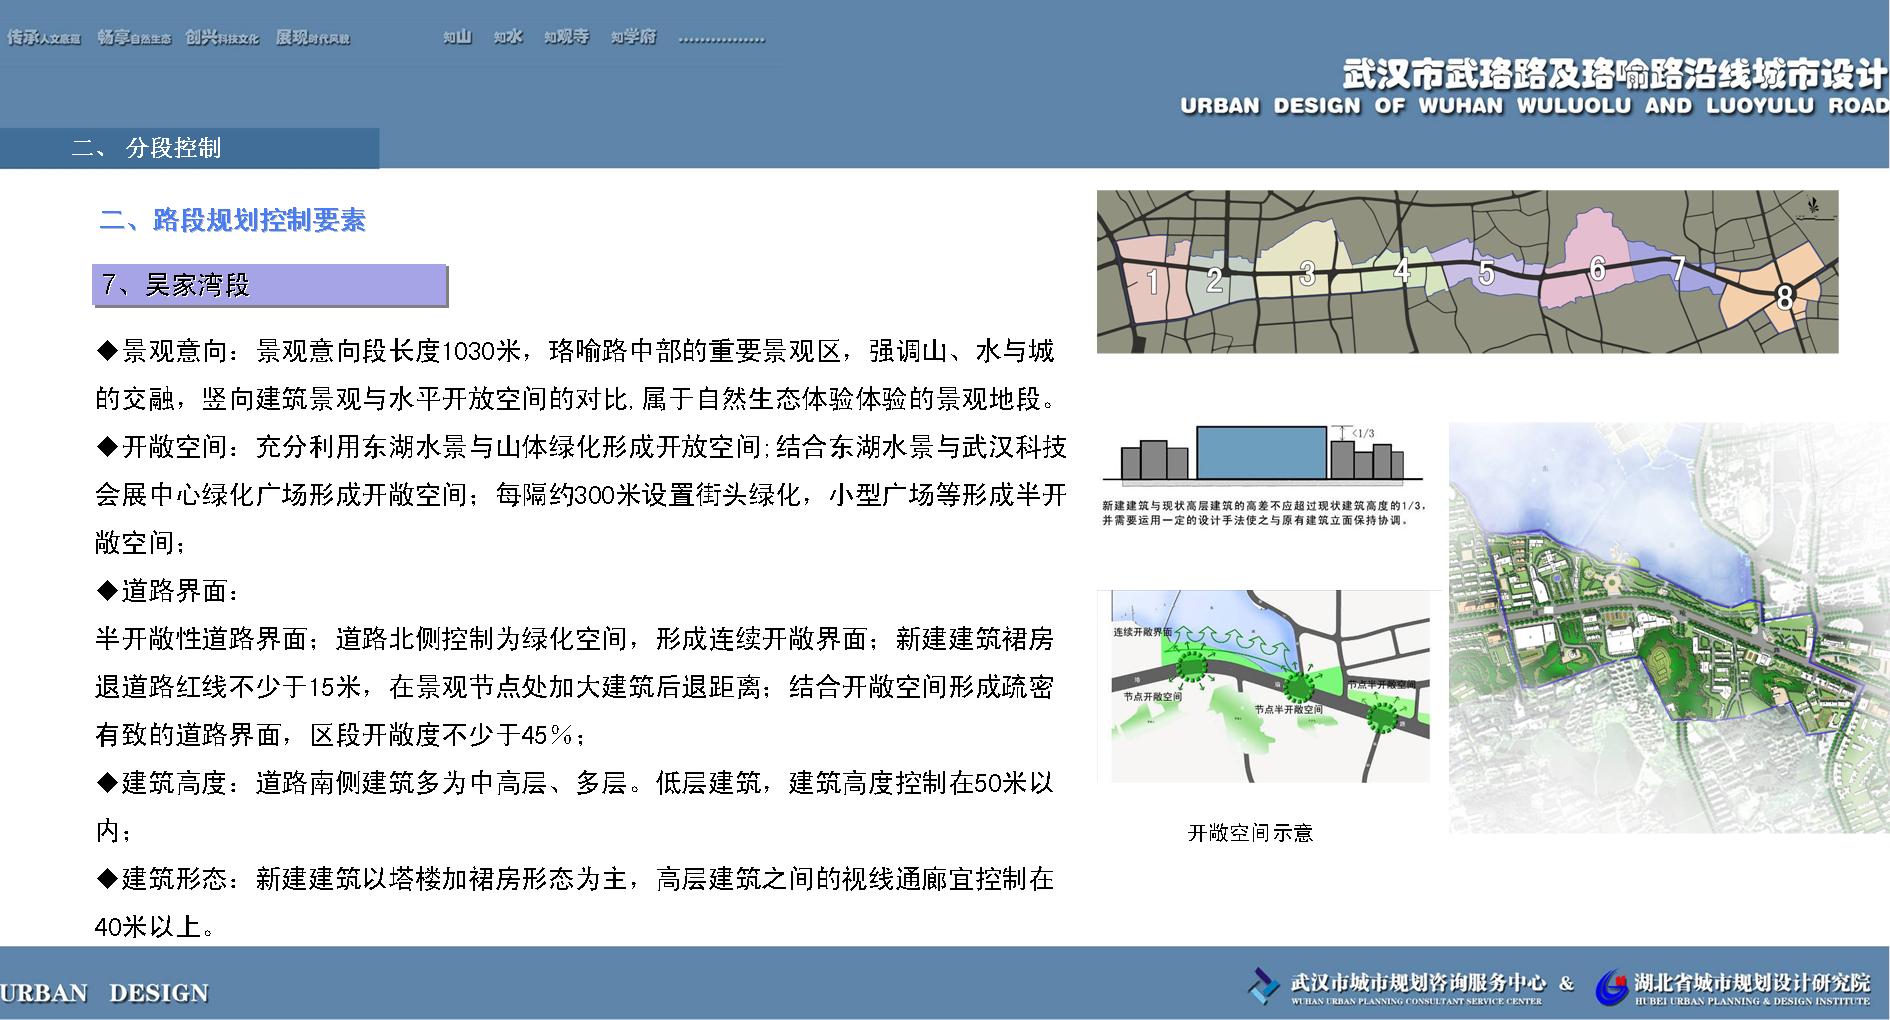 传承人文底蕴 畅享自然生态 创兴科技文化 展现时代风貌 知山 知水 知观寺 知学府 ................
武汉市武珞路及珞喻路沿线城市设计
URBAN DESIGN OF WUHAN WULUOLU AND LUOYULU ROAD
二、 分段控制
二、路段规划控制要素
7、吴家湾段
◆景观意向：景观意向段长度1030米，珞喻路中部的重要景观区，强调山、水与城
的交融，竖向建筑景观与水平开放空间的对比,属于自然生态体验体验的景观地段。
◆开敞空间：充分利用东湖水景与山体绿化形成开放空间;结合东湖水景与武汉科技
会展中心绿化广场形成开敞空间；每隔约300米设置街头绿化，小型广场等形成半开
敞空间；
◆道路界面：
半开敞性道路界面；道路北侧控制为绿化空间，形成连续开敞界面；新建建筑裙房
退道路红线不少于15米，在景观节点处加大建筑后退距离；结合开敞空间形成疏密
有致的道路界面，区段开敞度不少于45％；
◆建筑高度：道路南侧建筑多为中高层、多层。低层建筑，建筑高度控制在50米以
内；
◆建筑形态：新建建筑以塔楼加裙房形态为主，高层建筑之间的视线通廊宜控制在
40米以上。
1 2 3 4 5 6 7 8
<1/3
新建建筑与现状高层建筑的高差不应超过现状建筑高度的1/3，
并需要运用一定的设计手法使之与原有建筑立面保持协调。
连续开敞界面
节点开敞空间
节点半开敞空间
节点半开敞空间
开敞空间示意
URBAN DESIGN
武汉市城市规划咨询服务中心 & 湖北省城市规划设计研究院
WUHAN URBAN PLANNING CONSULTANT SERVICE CENTER HUBEI URBAN PLANNING & DESIGN INSTITUTE